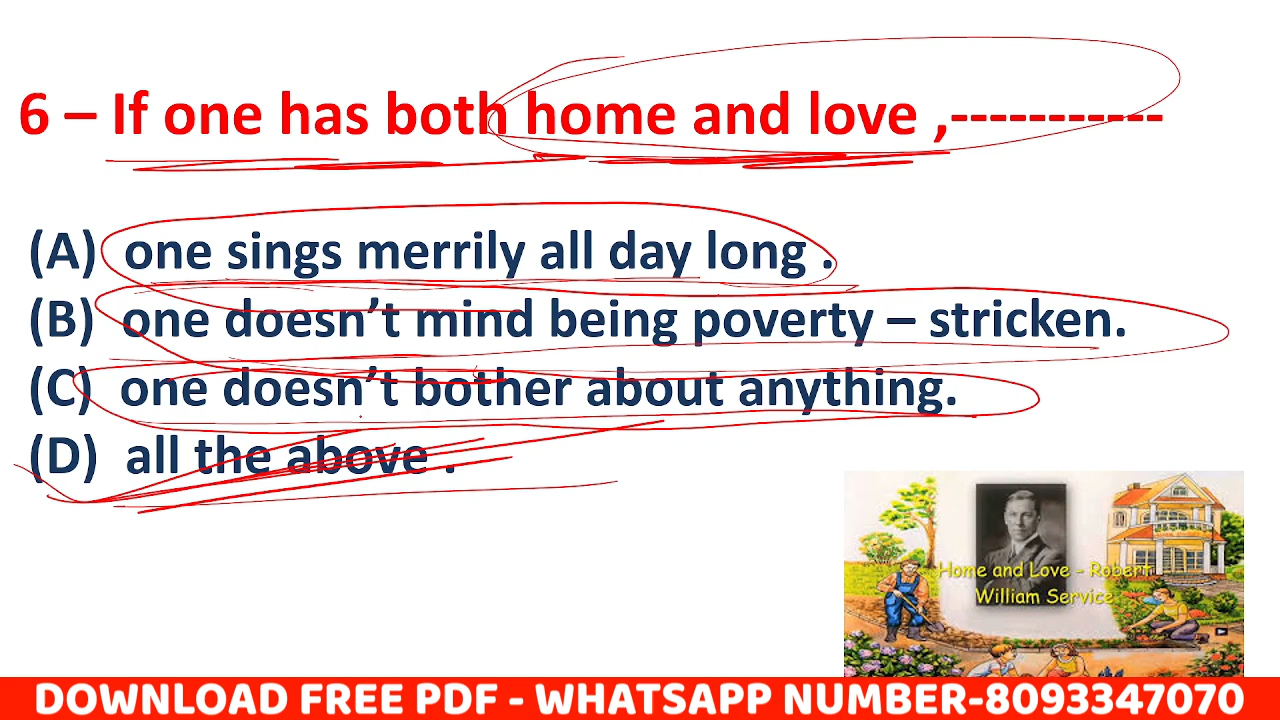 6 – If one has both home and love ,-----------
(A) one sings merrily all day long .
(B) one doesn’t mind being poverty – stricken.
(C) one doesn’t bother about anything.
(D) all the above .
Home and Love – Robert
William Service
DOWNLOAD FREE PDF - WHATSAPP NUMBER-8093347070